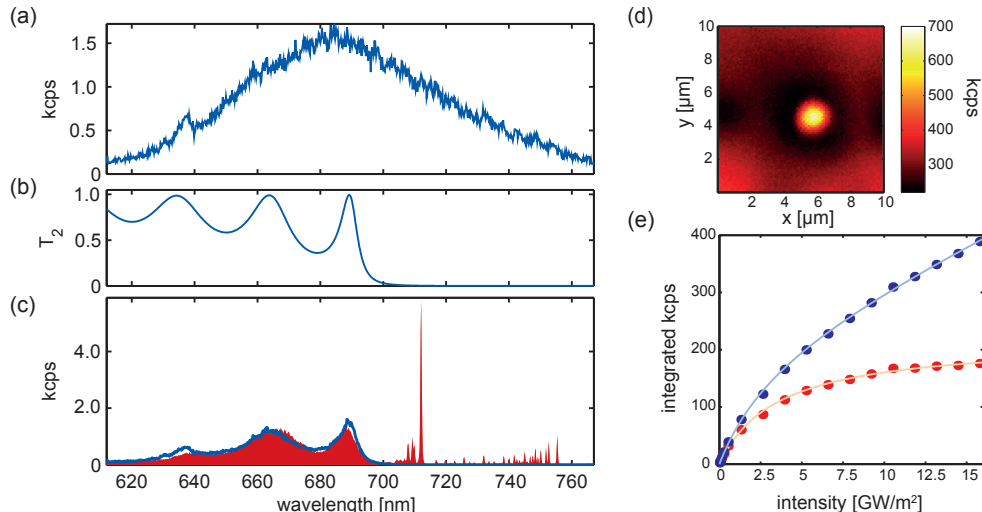 (a)
1.5
1.0
0.5
0
kcps
(b)
1.0
0.5
0
T2
(c)
4.0
2.0
0
kcps
620 640 660 680 700 720 740 760
wavelength [nm]
(d)
10
8
6
4
2
y [µm]
2 4 6 8 10
x [µm]
700
600
500
400
300
kcps
(e)
400
300
200
100
0
integrated kcps
0 2.5 5 7.5 10 12.5 15
intensity [GW/m²]